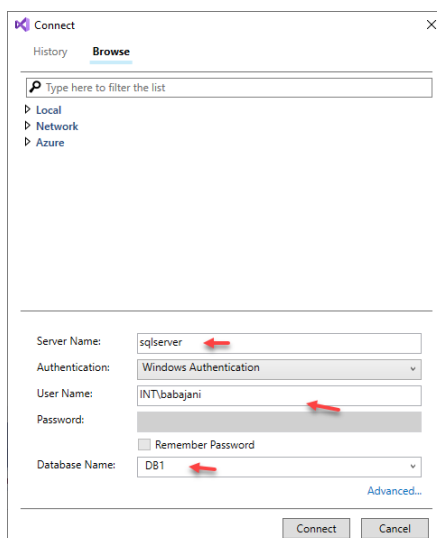 Connect
History Browse
Type here to filter the list
Local
Network
Azure
Server Name: sqlserver
Authentication: Windows Authentication
User Name: INT\babajani
Password:
Remember Password
Database Name: DB1
Advanced...
Connect Cancel